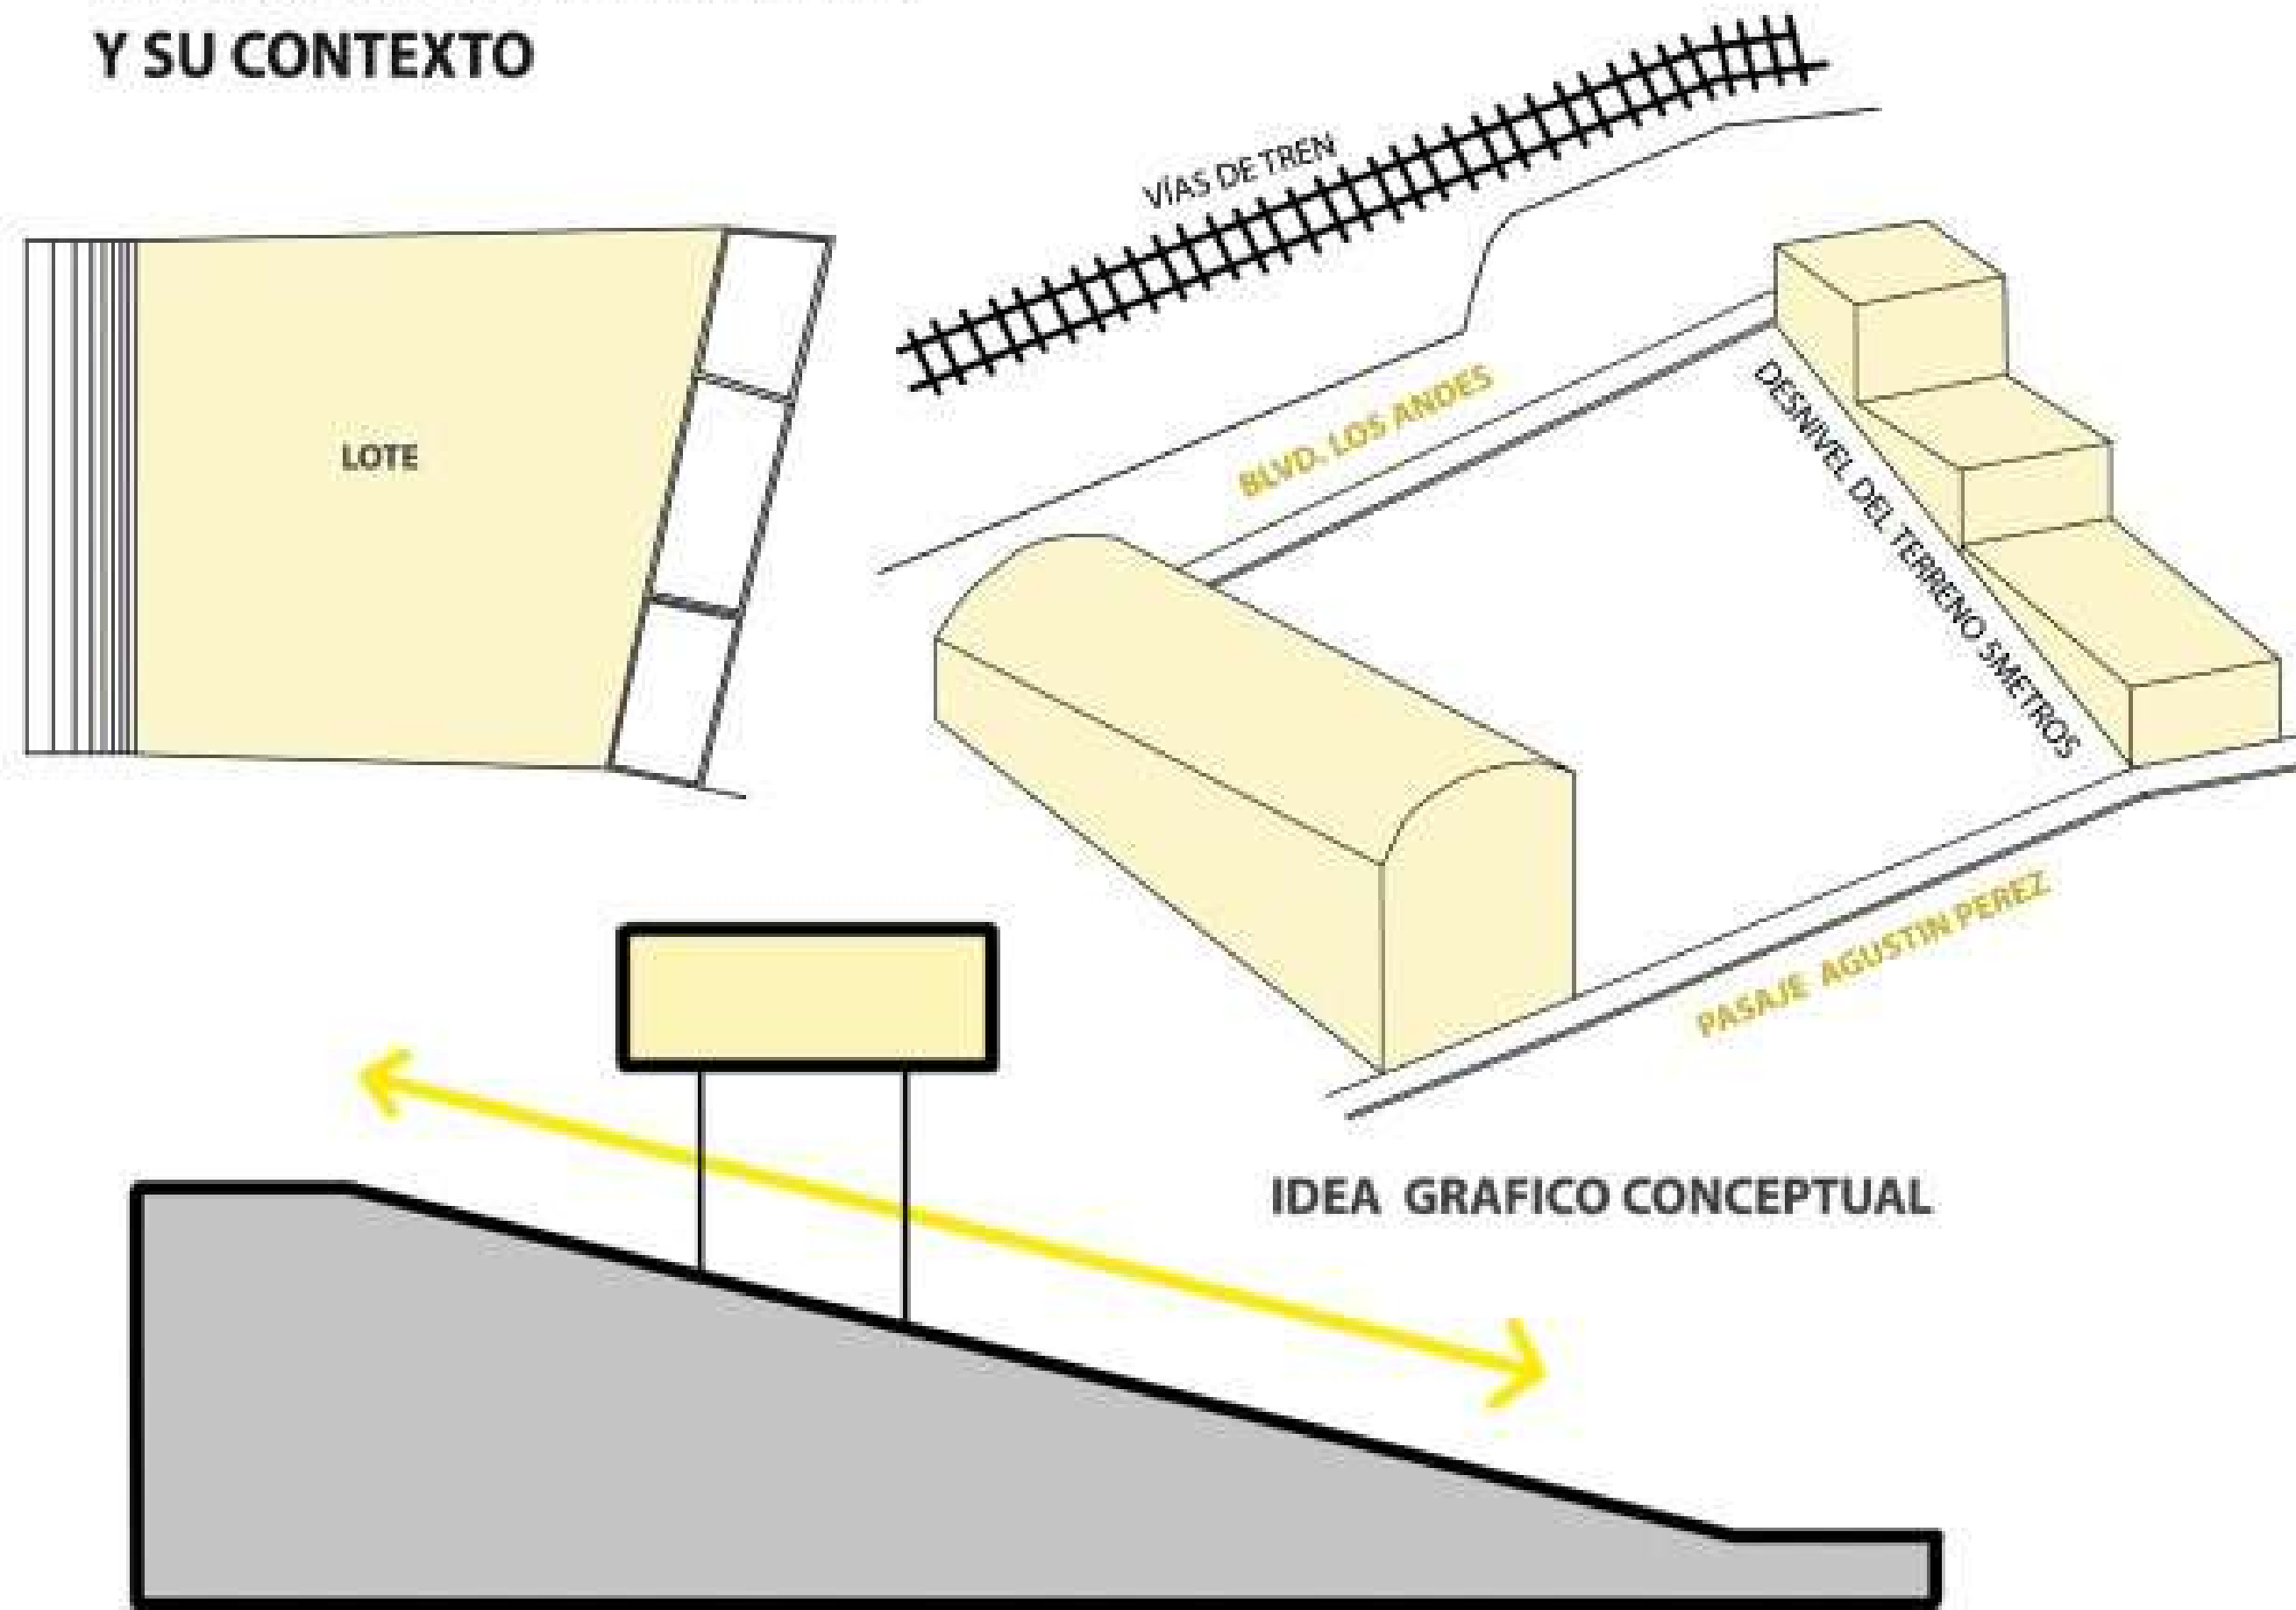 Y SU CONTEXTO
VÍAS DE TREN
BLVD. LOS ANDES
LOTE
DESNIVEL DEL TERRENO 5METROS
PASAJE AGUSTIN PEREZ
IDEA GRAFICO CONCEPTUAL